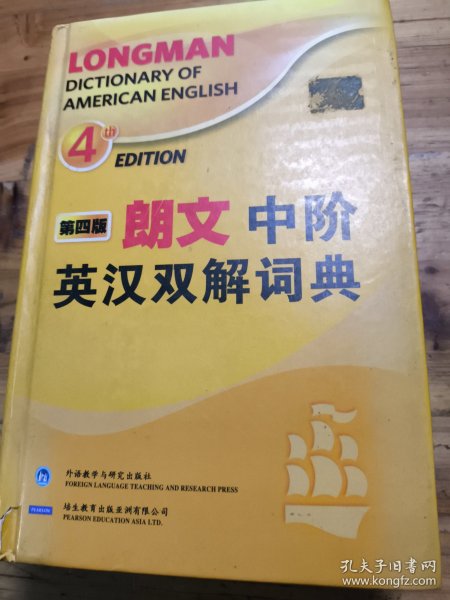 LONGMAN
DICTIONARY OF
AMERICAN ENGLISH
4th EDITION
第四版 朗文 中阶
英汉双解词典
外语教学与研究出版社
FOREIGN LANGUAGE TEACHING AND RESEARCH PRESS
PEARSON 培生教育出版亚洲有限公司
PEARSON EDUCATION ASIA LTD.
孔夫子旧书网
www.kongfz.com